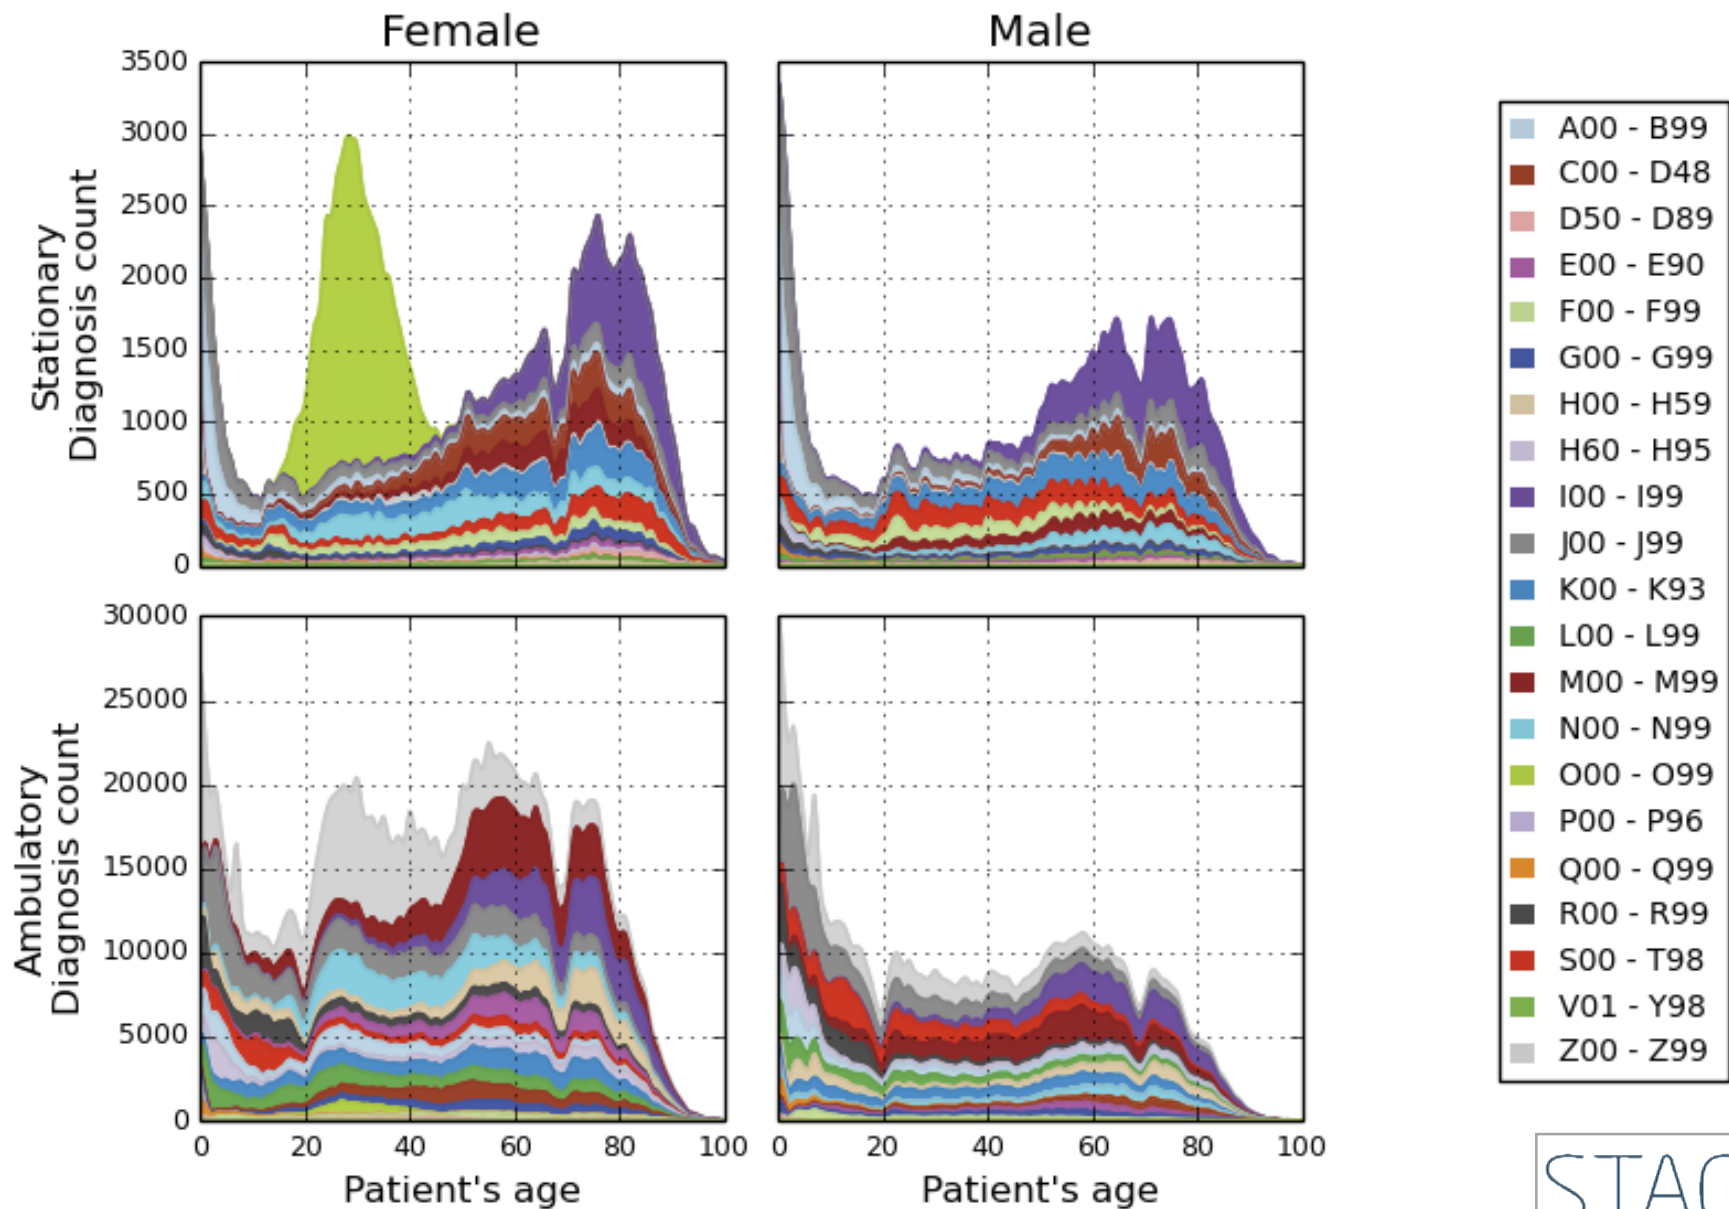 Female
Male
Stationary
Diagnosis count
3500
3000
2500
2000
1500
1000
500
0
Ambulatory
Diagnosis count
30000
25000
20000
15000
10000
5000
0
0 20 40 60 80 100
0 20 40 60 80 100
Patient's age
Patient's age
A00 - B99
C00 - D48
D50 - D89
E00 - E90
F00 - F99
G00 - G99
H00 - H59
H60 - H95
I00 - I99
J00 - J99
K00 - K93
L00 - L99
M00 - M99
N00 - N99
O00 - O99
P00 - P96
Q00 - Q99
R00 - R99
S00 - T98
V01 - Y98
Z00 - Z99